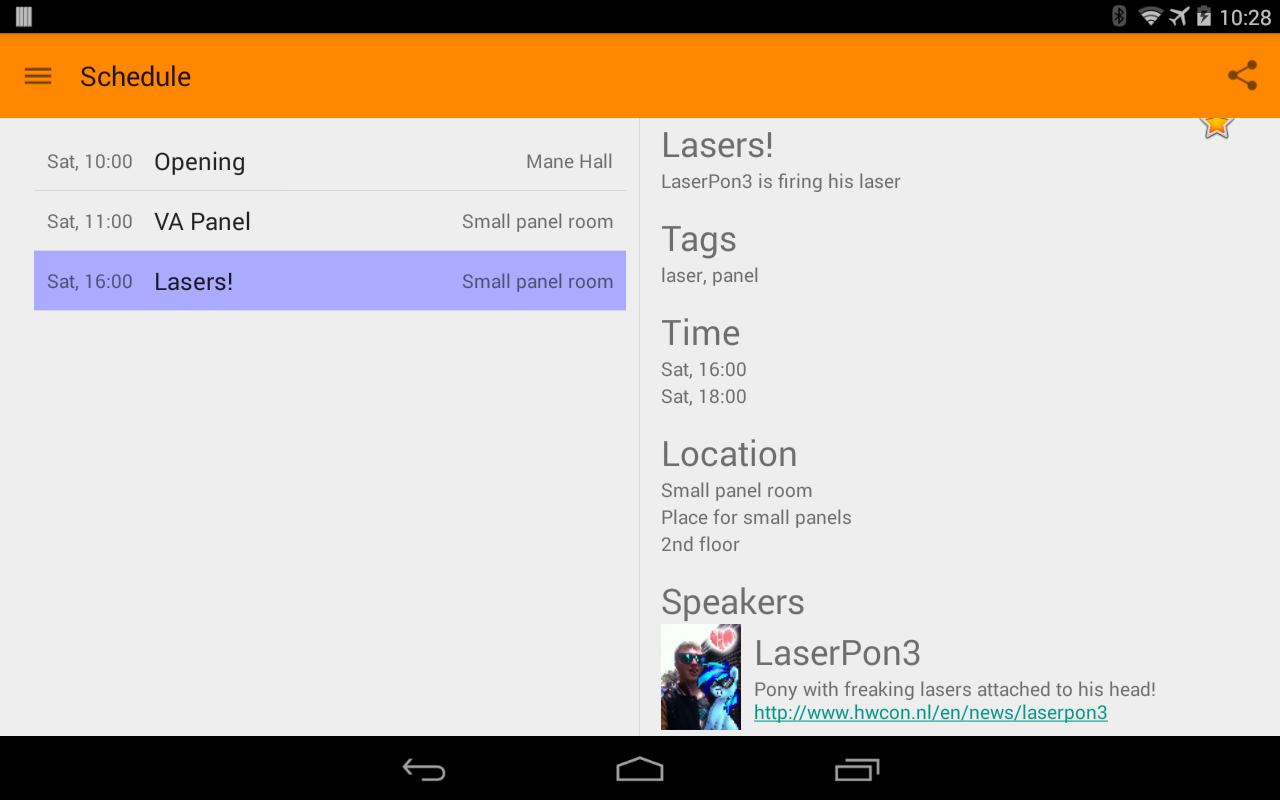 10:28
Schedule
Sat, 10:00 Opening Mane Hall
Sat, 11:00 VA Panel Small panel room
Sat, 16:00 Lasers! Small panel room
Lasers!
LaserPon3 is firing his laser
Tags
laser, panel
Time
Sat, 16:00
Sat, 18:00
Location
Small panel room
Place for small panels
2nd floor
Speakers
LaserPon3
Pony with freaking lasers attached to his head!
http://www.hwcon.nl/en/news/laserpon3